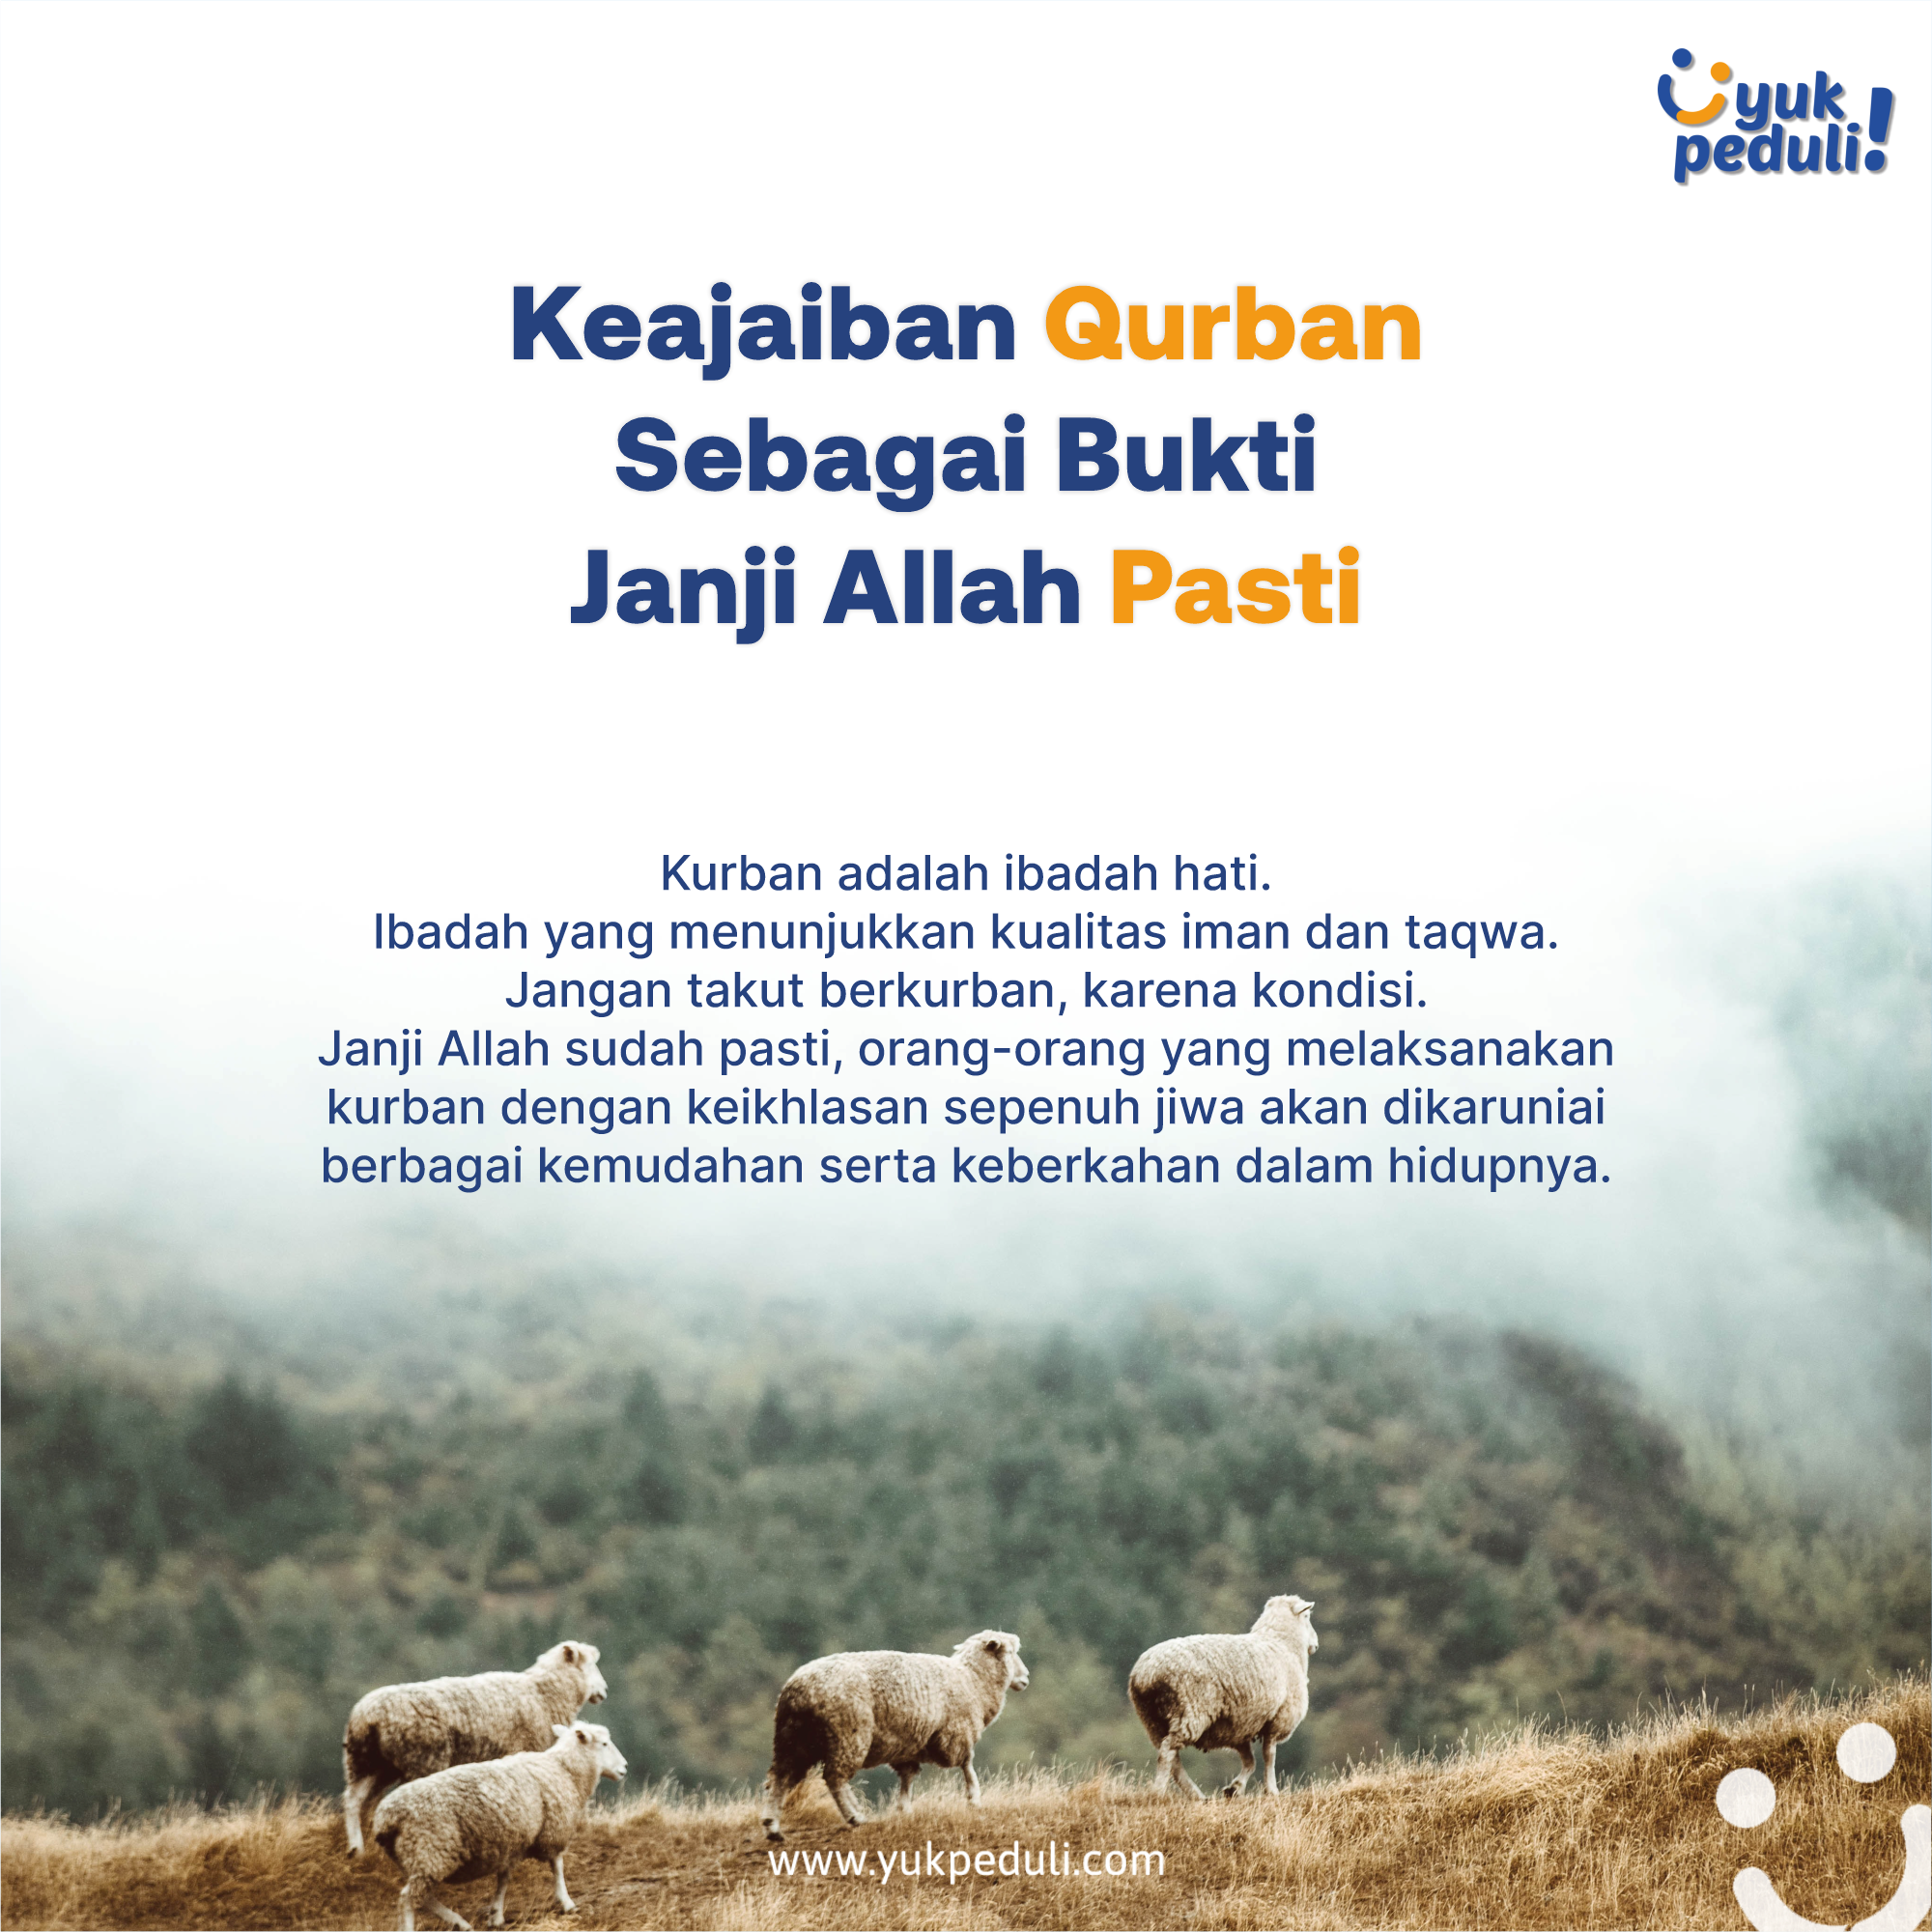 yuk
peduli!
Keajaiban Qurban
Sebagai Bukti
Janji Allah Pasti
Kurban adalah ibadah hati.
Ibadah yang menunjukkan kualitas iman dan taqwa.
Jangan takut berkurban, karena kondisi.
Janji Allah sudah pasti, orang-orang yang melaksanakan
kurban dengan keikhlasan sepenuh jiwa akan dikaruniai
berbagai kemudahan serta keberkahan dalam hidupnya.
www.yukpeduli.com